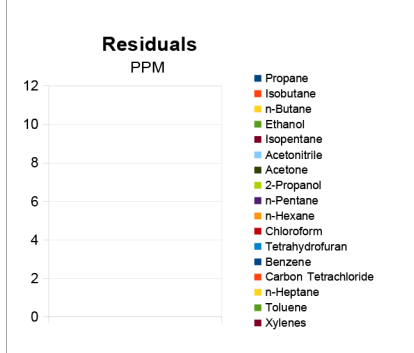 Residuals
PPM
12
10
8
6
4
2
0
Propane
Isobutane
n-Butane
Ethanol
Isopentane
Acetonitrile
Acetone
2-Propanol
n-Pentane
n-Hexane
Chloroform
Tetrahydrofuran
Benzene
Carbon Tetrachloride
n-Heptane
Toluene
Xylenes